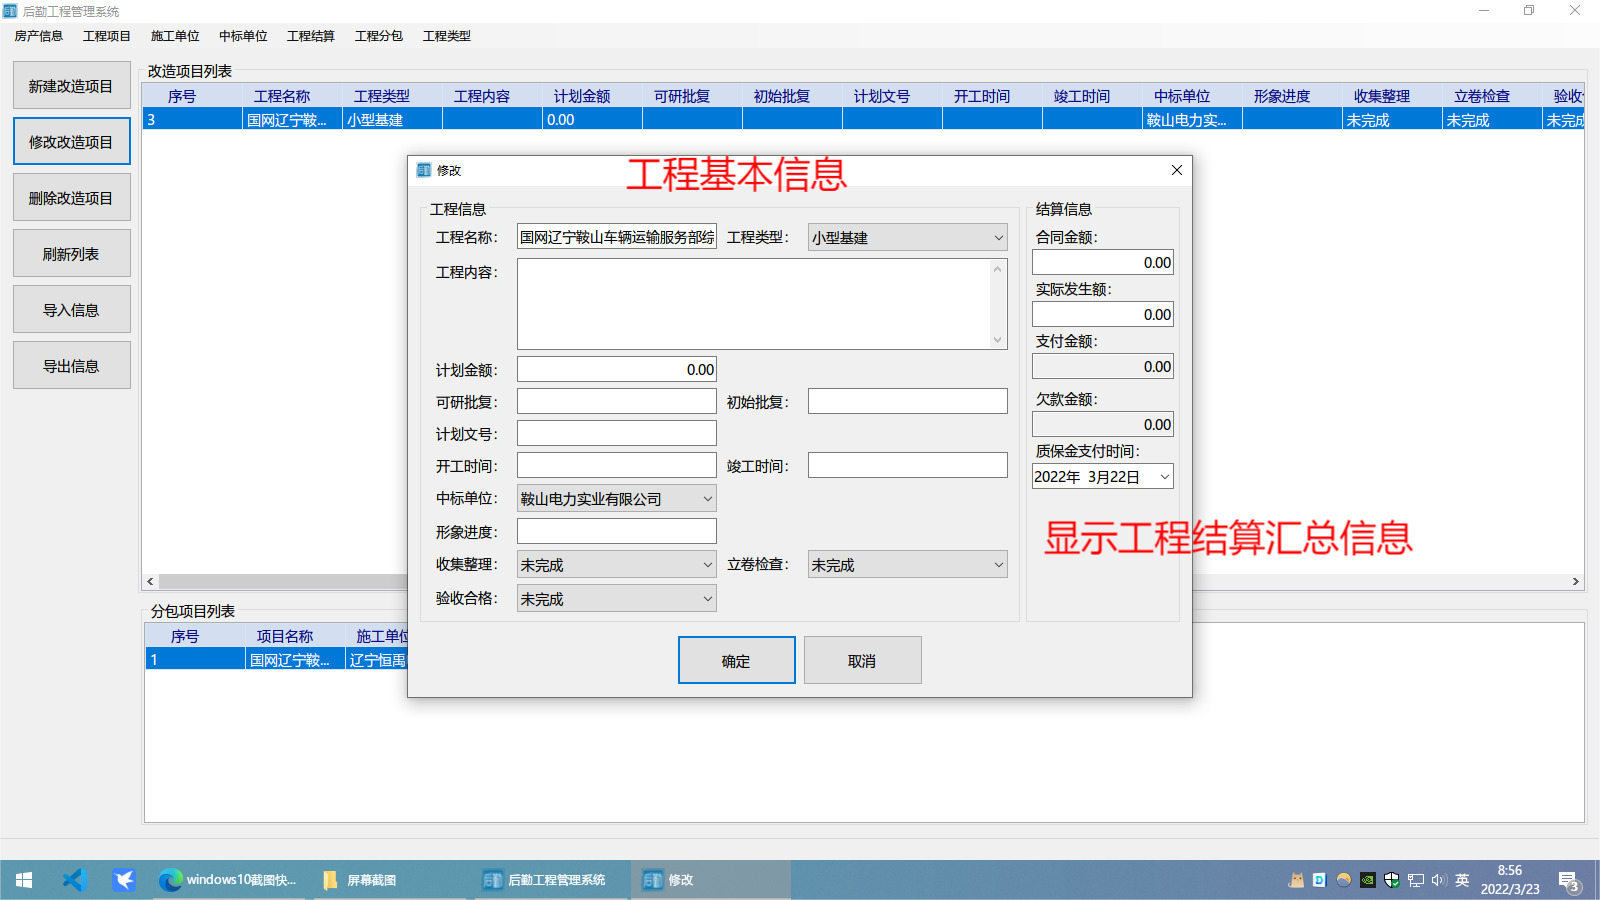 后勤工程管理系统
房产信息 工程项目 施工单位 中标单位 工程结算 工程分包 工程类型
新建改造项目
修改改造项目
删除改造项目
刷新列表
导入信息
导出信息
改造项目列表
序号 工程名称 工程类型 工程内容 计划金额 可研批复 初始批复 计划文号 开工时间 竣工时间 中标单位 形象进度 收集整理 立卷检查 验收
3 国网辽宁鞍... 小型基建 0.00 鞍山电力实... 未完成 未完成 未完成
修改
工程基本信息
工程信息
工程名称: 国网辽宁鞍山车辆运输服务部综 工程类型: 小型基建
工程内容:
计划金额: 0.00
可研批复: 初始批复:
计划文号:
开工时间: 竣工时间:
中标单位: 鞍山电力实业有限公司
形象进度:
收集整理: 未完成 立卷检查: 未完成
验收合格: 未完成
结算信息
合同金额:
0.00
实际发生额:
0.00
支付金额:
0.00
欠款金额:
0.00
质保金支付时间:
2022年 3月22日
显示工程结算汇总信息
确定 取消
分包项目列表
序号 项目名称 施工单位
1 国网辽宁鞍... 辽宁恒禹
windows10截图快... 屏幕截图 后勤工程管理系统 修改
英
8:56
2022/3/23
3